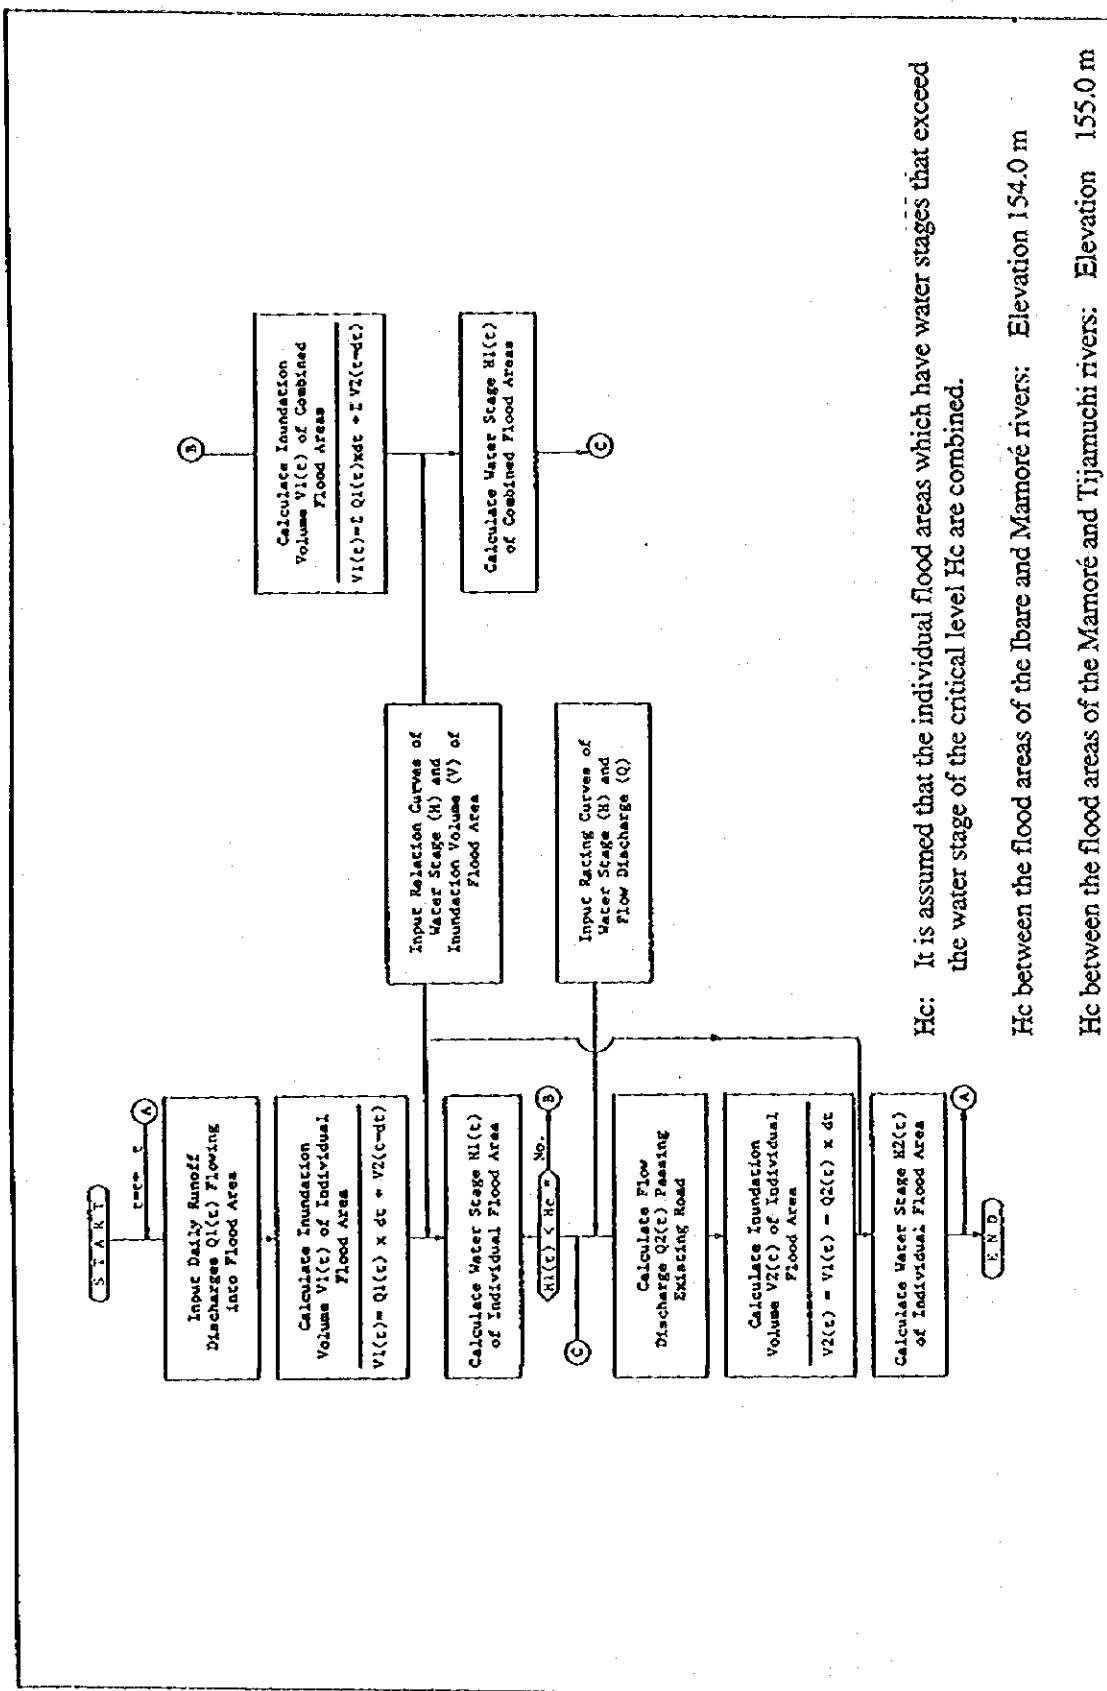 START
t=t+ t
A
Input Daily Runoff
Discharges Q1(t) Flowing
into Flood Area
Calculate Inundation
Volume V1(t) of Individual
Flood Area
V1(t)= Q1(t) x dt + V2(t-dt)
Calculate Water Stage H1(t)
of Individual Flood Area
H1(t) < Hc
No.
B
C
Calculate Flow
Discharge Q2(t) Passing
Existing Road
Calculate Inundation
Volume V2(t) of Individual
Flood Area
V2(t) = V1(t) - Q2(t) x dt
Calculate Water Stage H2(t)
of Individual Flood Area
A
END
Input Relation Curves of
Water Stage (H) and
Inundation Volume (V) of
Flood Area
Input Rating Curves of
Water Stage (H) and
Flow Discharge (Q)
B
Calculate Inundation
Volume V1(t) of Combined
Flood Areas
V1(t)=Σ Q1(t)xdt +Σ V2(t-dt)
Calculate Water Stage H1(t)
of Combined Flood Areas
C
Hc: It is assumed that the individual flood areas which have water stages that exceed
the water stage of the critical level Hc are combined.
Hc between the flood areas of the Ibare and Mamoré rivers: Elevation 154.0 m
Hc between the flood areas of the Mamoré and Tijamuchi rivers: Elevation 155.0 m